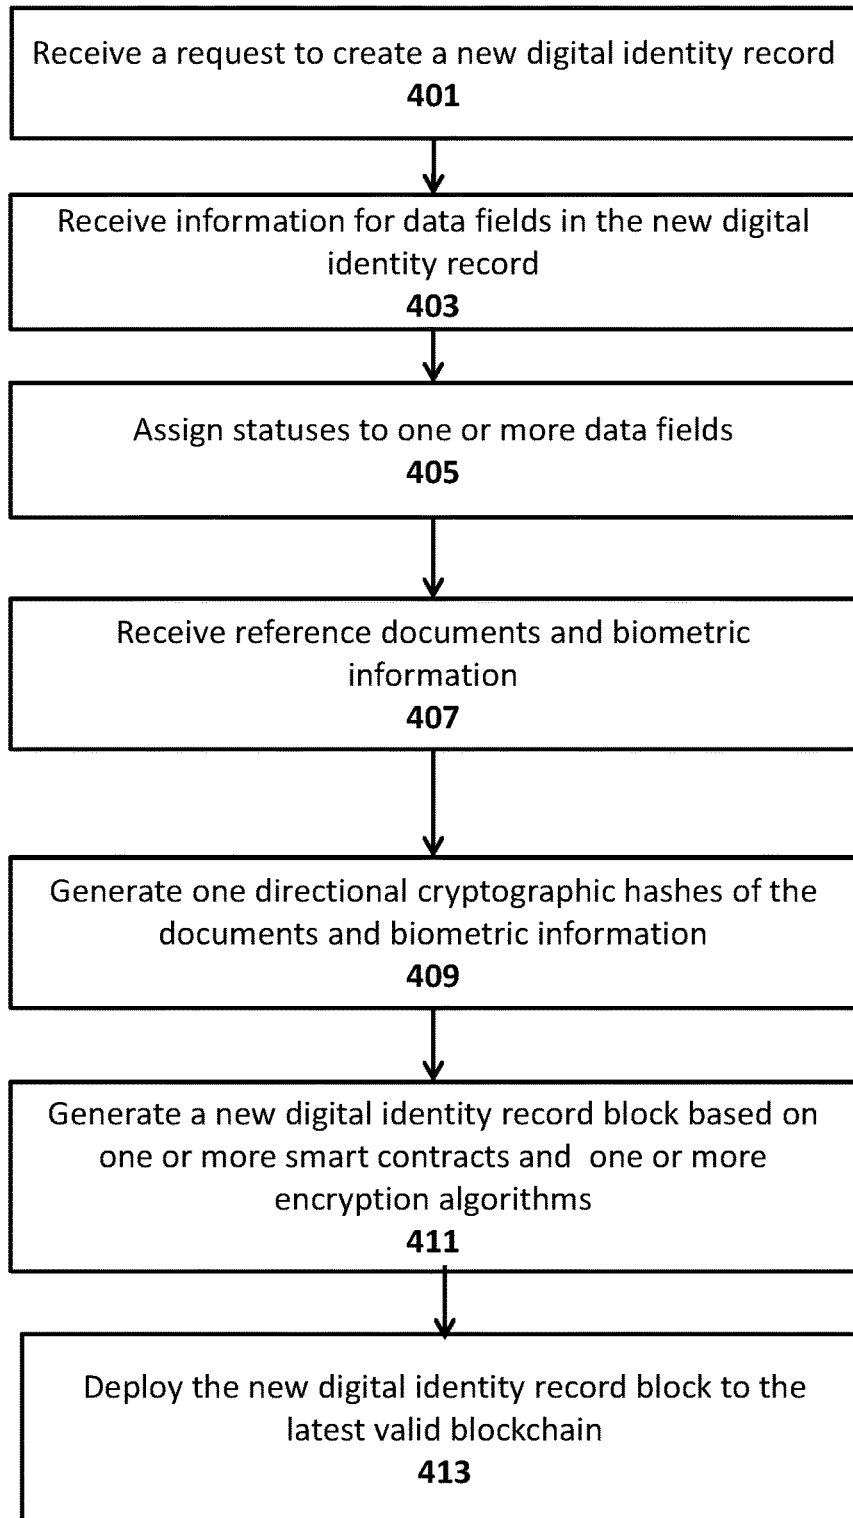 Receive a request to create a new digital identity record
401
Receive information for data fields in the new digital
identity record
403
Assign statuses to one or more data fields
405
Receive reference documents and biometric
information
407
Generate one directional cryptographic hashes of the
documents and biometric information
409
Generate a new digital identity record block based on
one or more smart contracts and  one or more
encryption algorithms
411
Deploy the new digital identity record block to the
latest valid blockchain
413